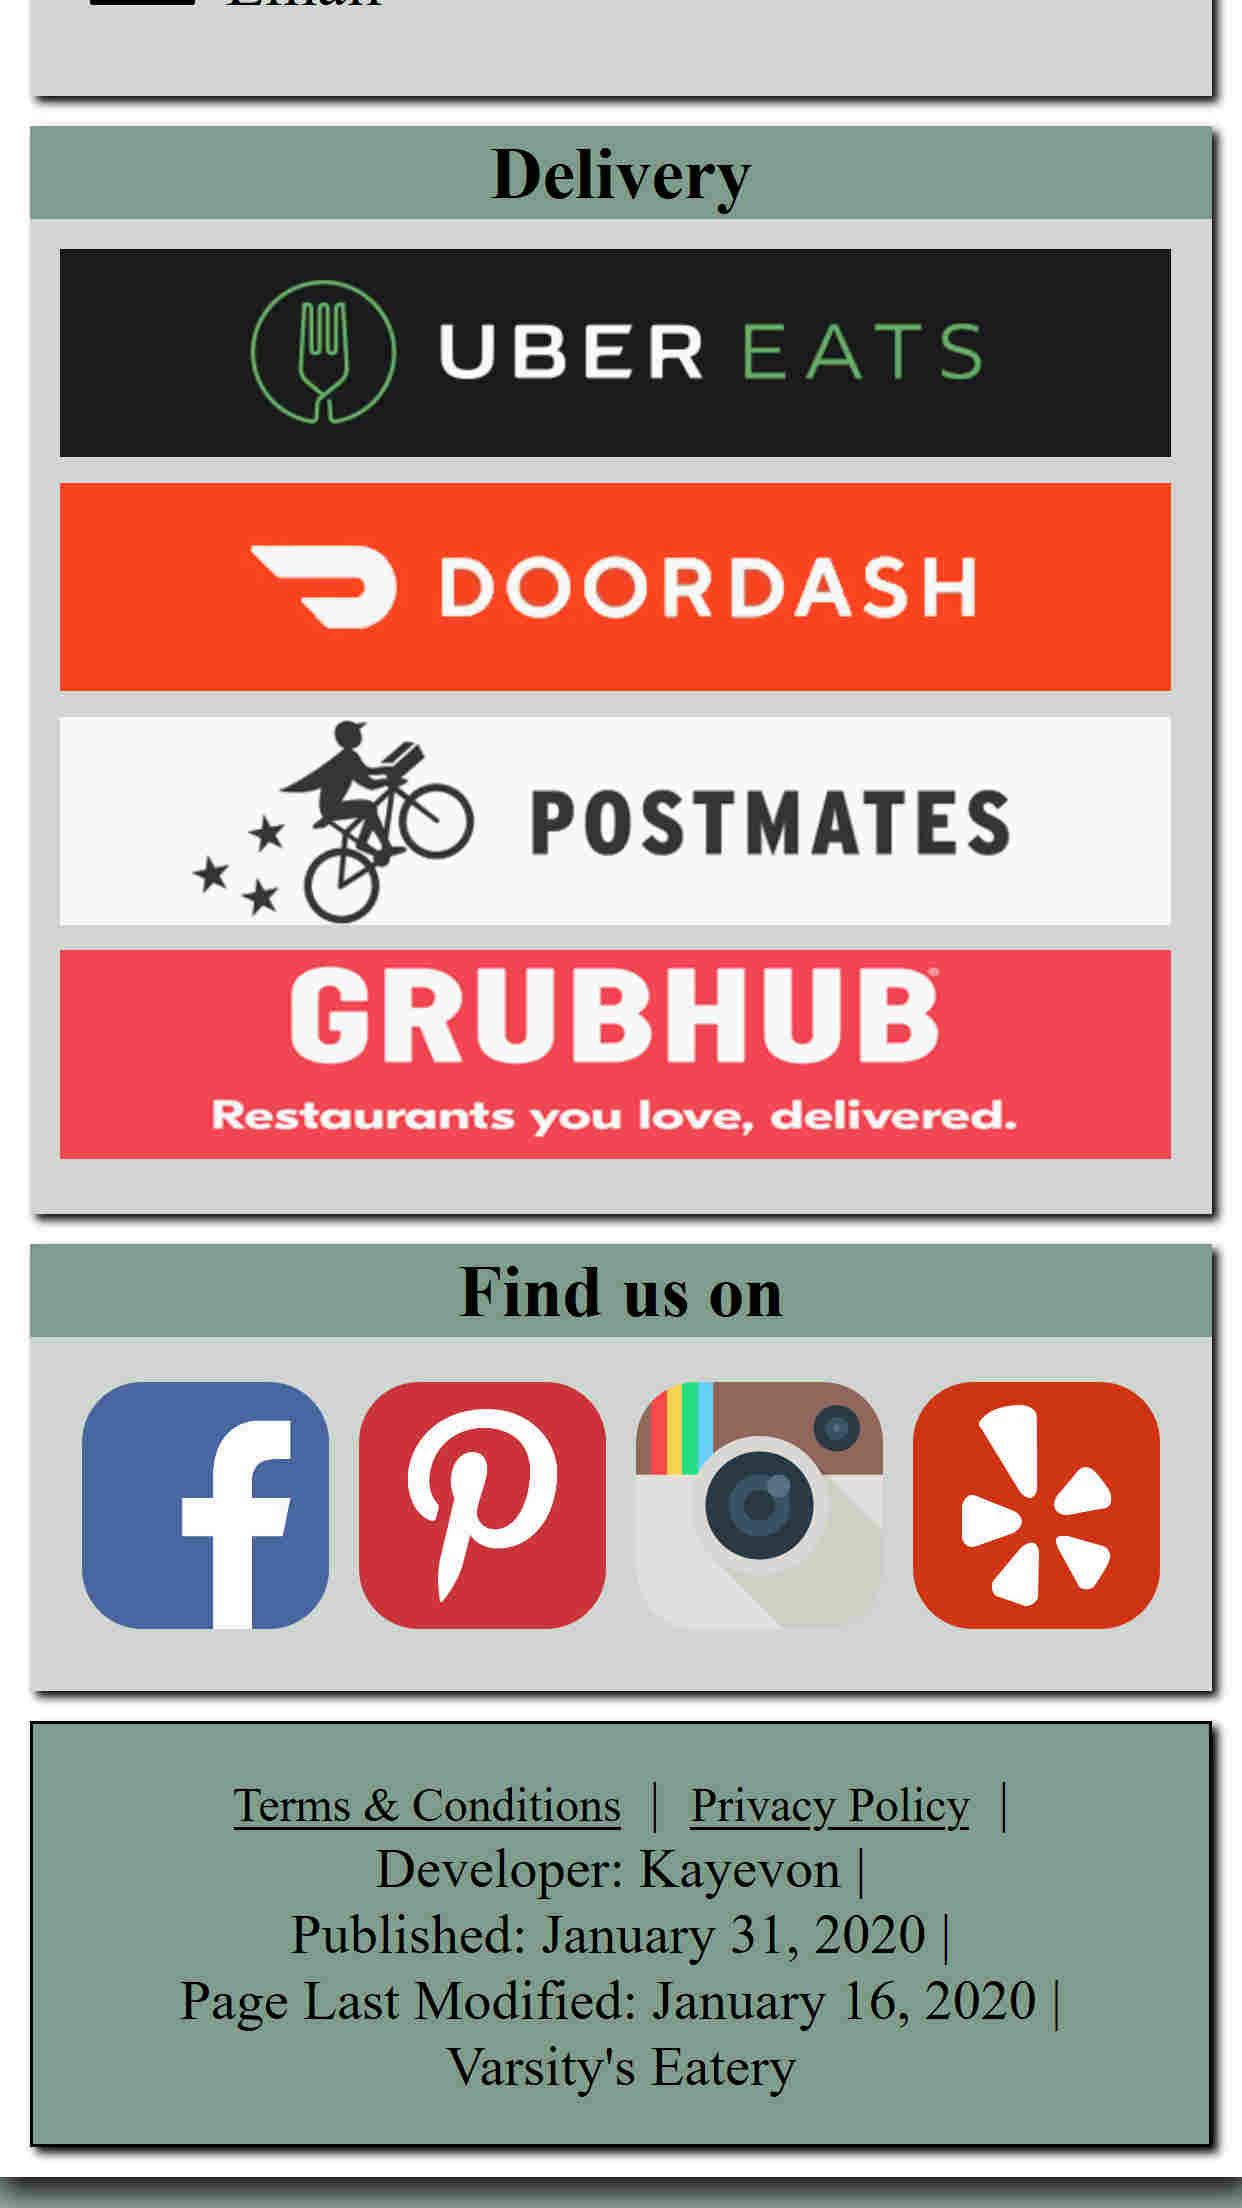 Email
Delivery
UBER EATS
DOORDASH
POSTMATES
GRUBHUB
Restaurants you love, delivered.
Find us on
Terms & Conditions | Privacy Policy |
Developer: Kayevon |
Published: January 31, 2020 |
Page Last Modified: January 16, 2020 |
Varsity's Eatery